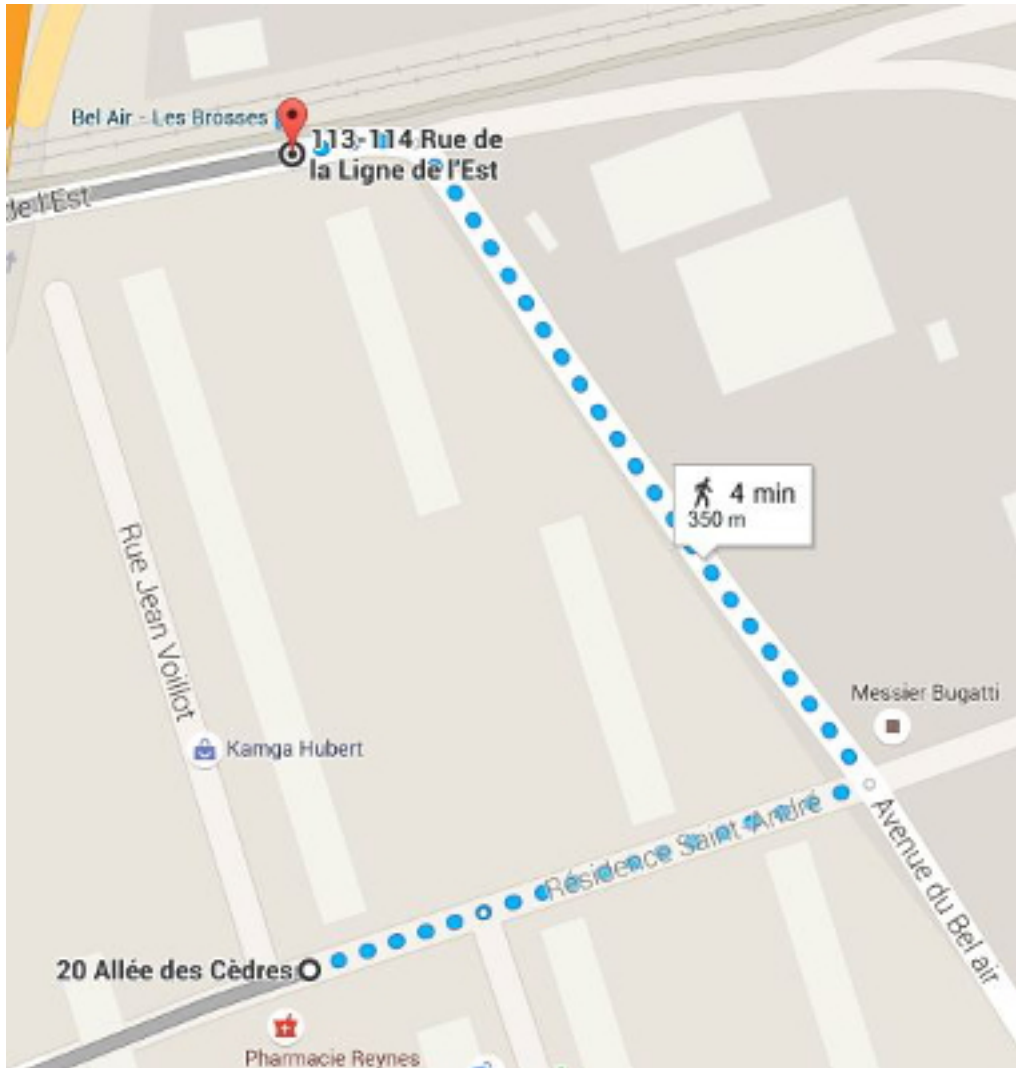 Bel Air - Les Brosses
113-114 Rue de
la Ligne de l'Est
de l'Est
4 min
350 m
Rue Jean Voillot
Messier Bugatti
Kamga Hubert
Résidence Saint-André
Avenue du Bel air
20 Allée des Cèdres
Pharmacie Reynes